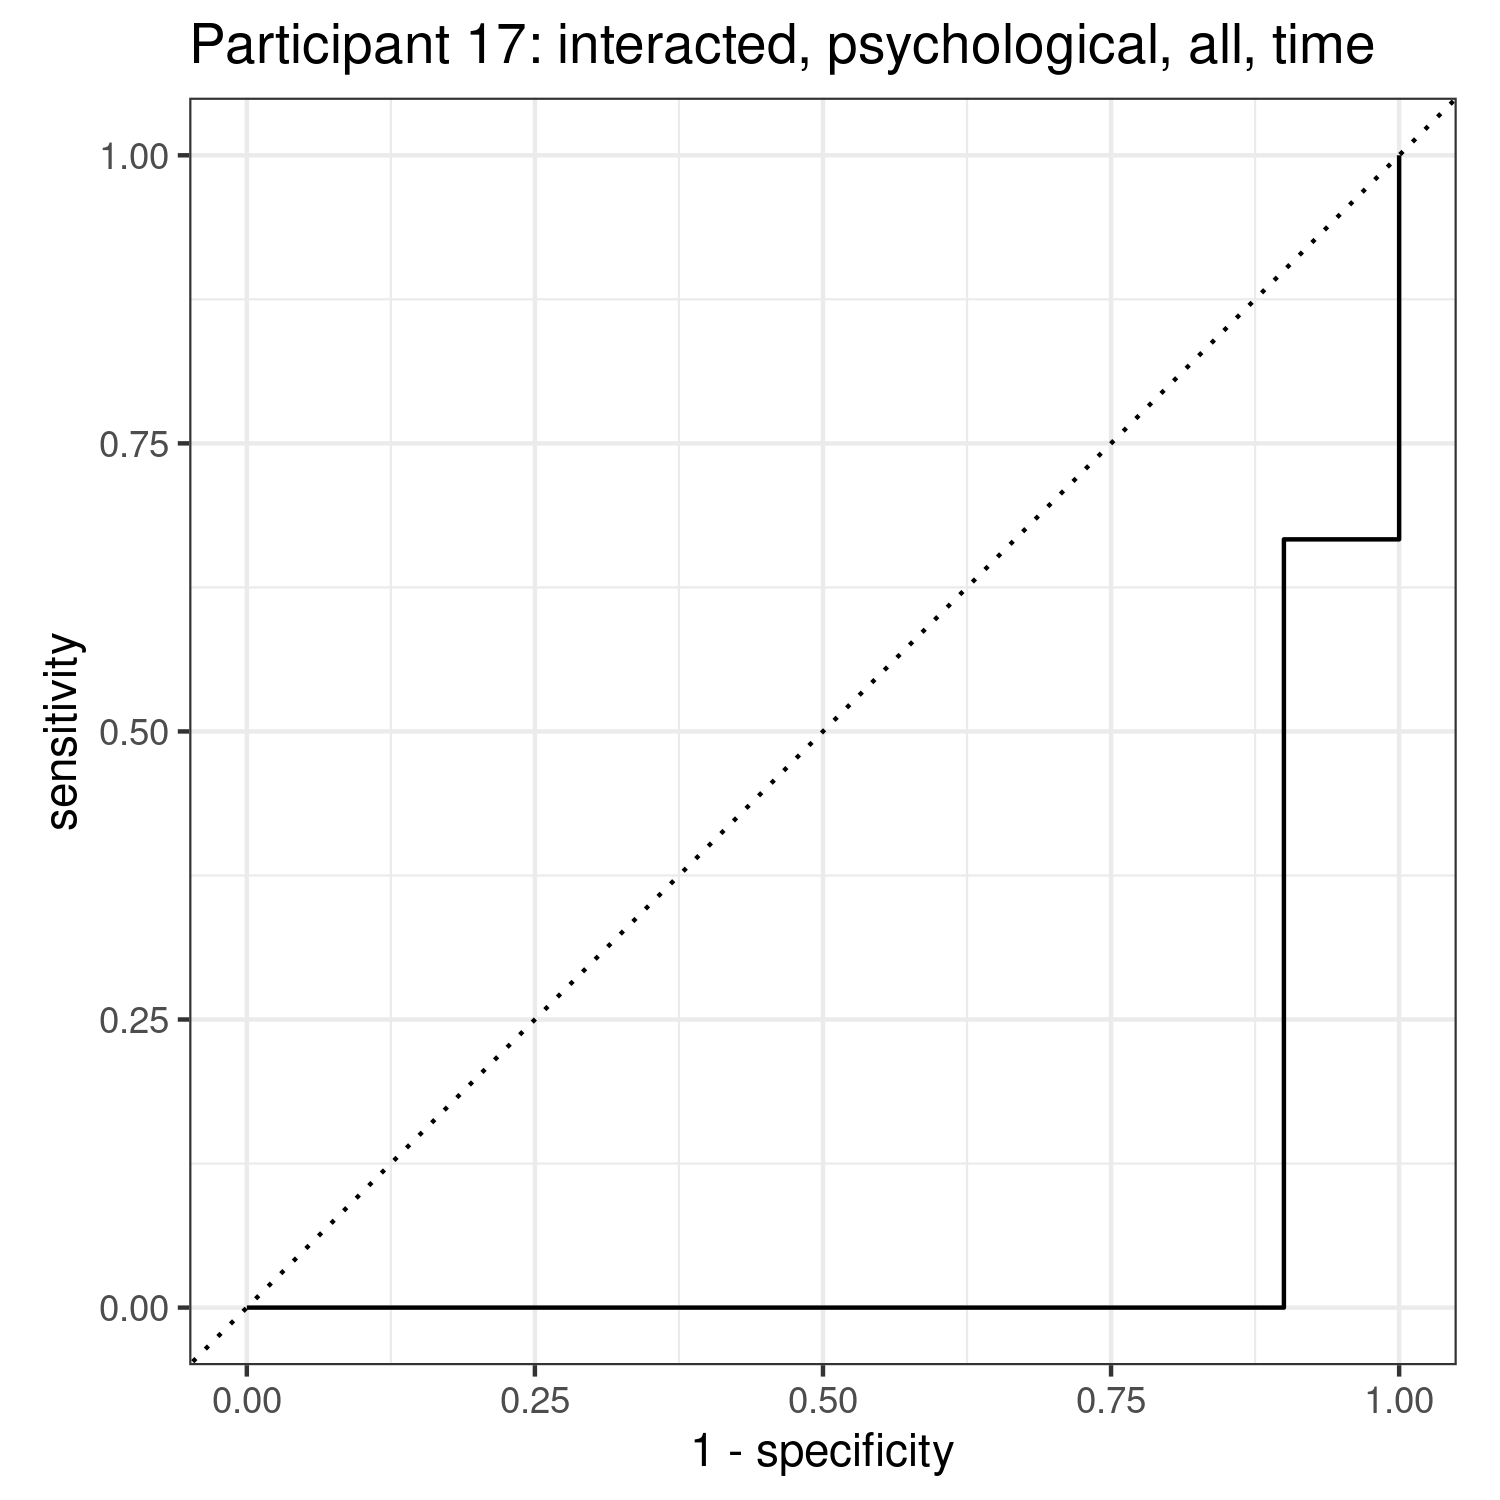 Participant 17: interacted, psychological, all, time
1.00
0.75
0.50
0.25
0.00
sensitivity
0.00 0.25 0.50 0.75 1.00
1 - specificity